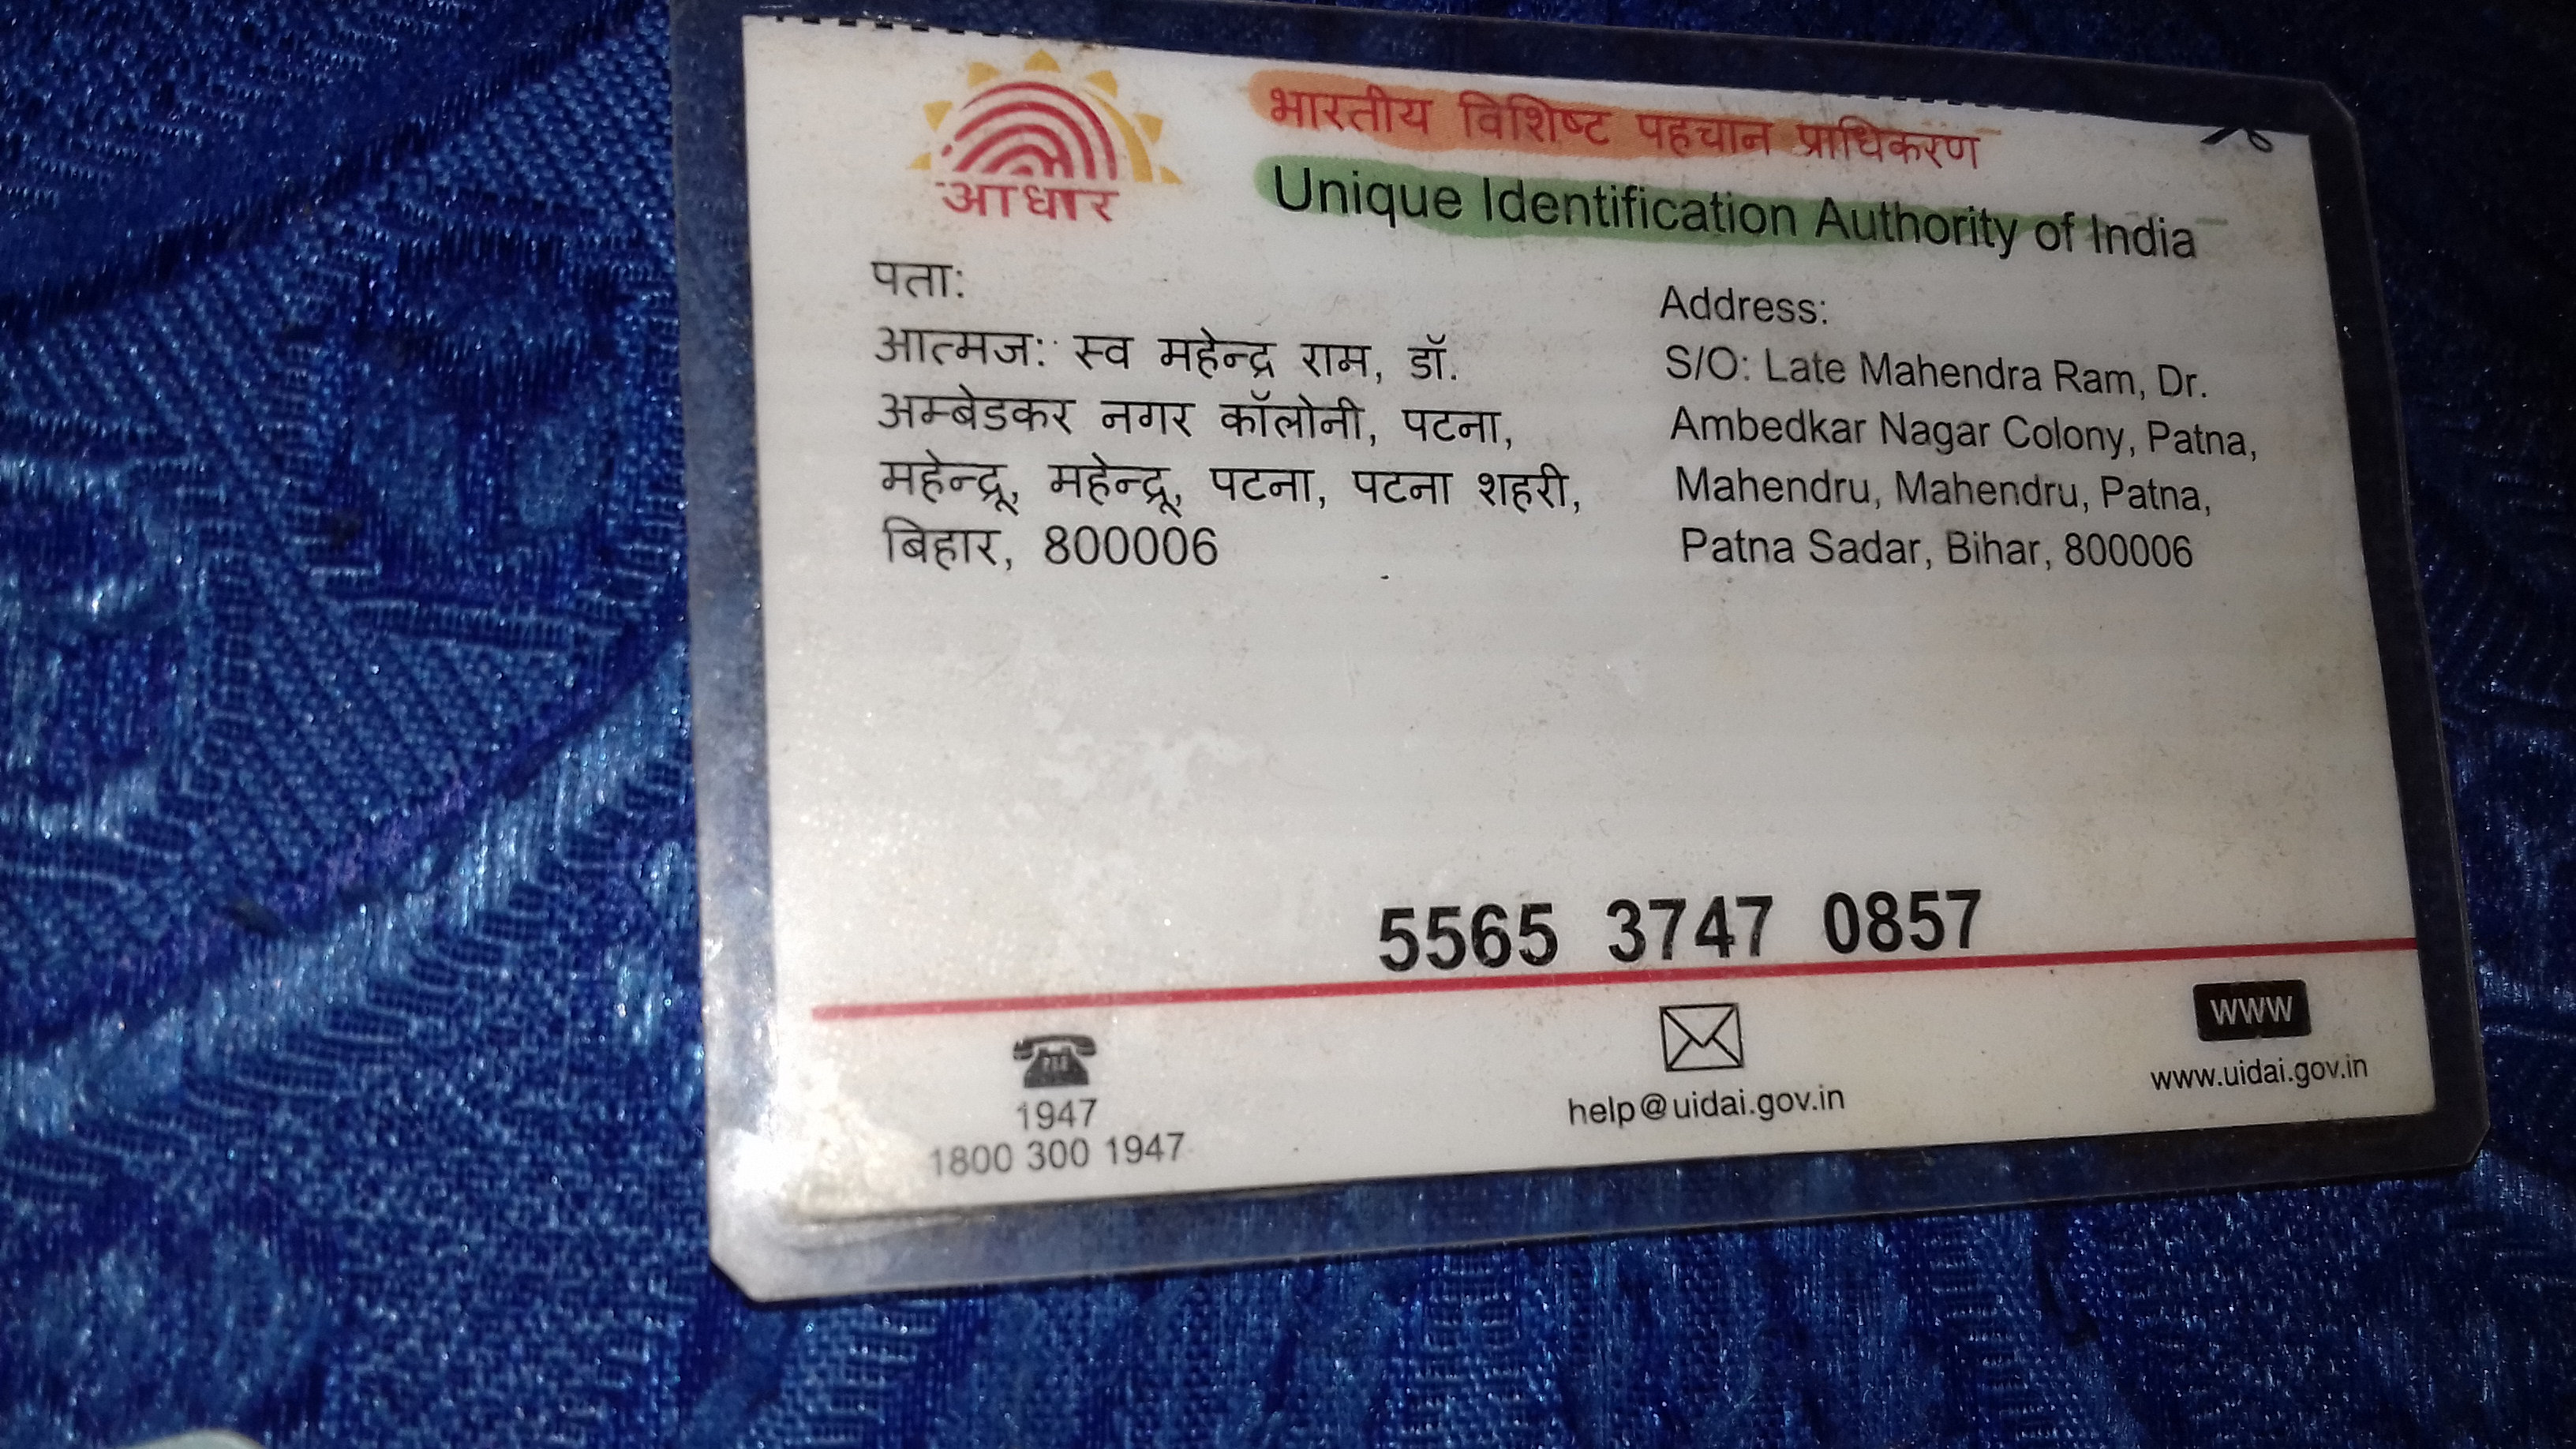 आधार
भारतीय विशिष्ट पहचान प्राधिकरण
Unique Identification Authority of India
पता:
आत्मज: स्व महेन्द्र राम, डॉ.
अम्बेडकर नगर कॉलोनी, पटना,
महेन्द्रू, महेन्द्रू, पटना, पटना शहरी,
बिहार, 800006
Address:
S/O: Late Mahendra Ram, Dr.
Ambedkar Nagar Colony, Patna,
Mahendru, Mahendru, Patna,
Patna Sadar, Bihar, 800006
5565 3747 0857
1947
1800 300 1947
help@uidai.gov.in
www
www.uidai.gov.in